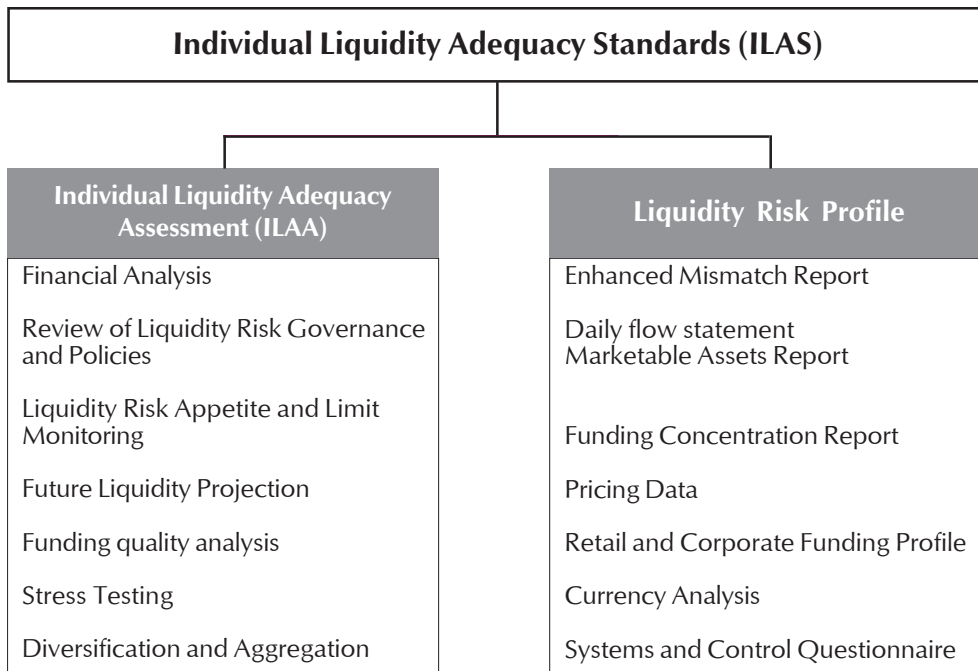 Individual Liquidity Adequacy Standards (ILAS)
Individual Liquidity Adequacy
Assessment (ILAA)
Financial Analysis
Review of Liquidity Risk Governance
and Policies
Liquidity Risk Appetite and Limit
Monitoring
Future Liquidity Projection
Funding quality analysis
Stress Testing
Diversification and Aggregation
Liquidity Risk Profile
Enhanced Mismatch Report
Daily flow statement
Marketable Assets Report
Funding Concentration Report
Pricing Data
Retail and Corporate Funding Profile
Currency Analysis
Systems and Control Questionnaire